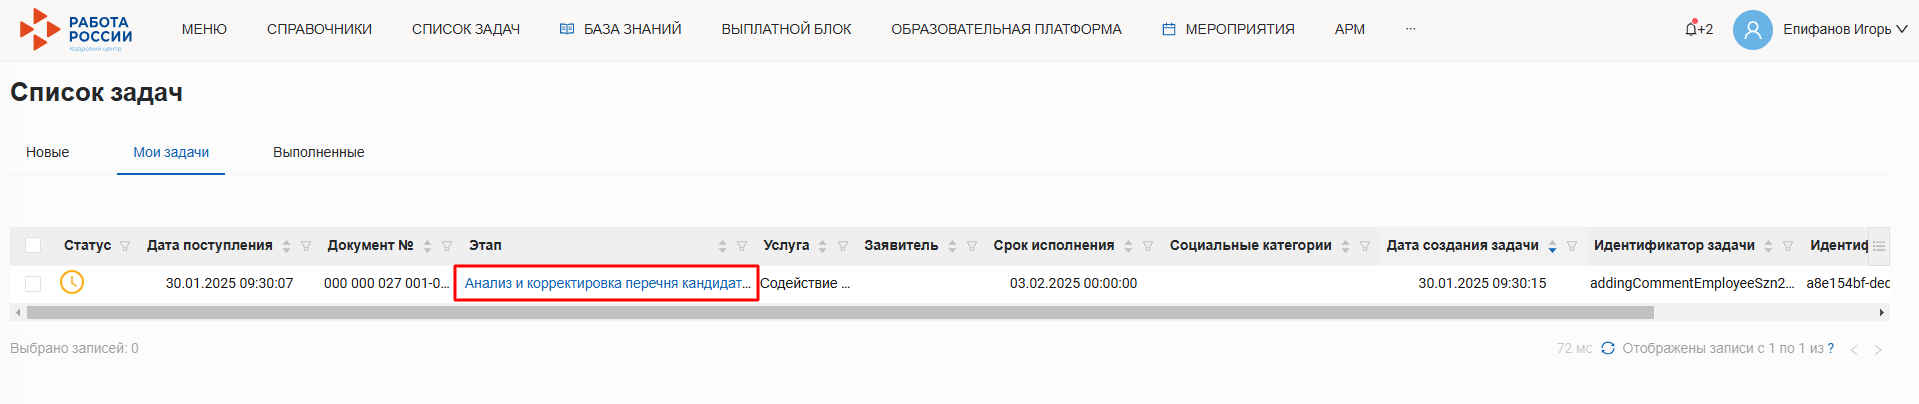 РАБОТА
РОССИИ
Кадровый центр
МЕНЮ СПРАВОЧНИКИ СПИСОК ЗАДАЧ БАЗА ЗНАНИЙ ВЫПЛАТНОЙ БЛОК ОБРАЗОВАТЕЛЬНАЯ ПЛАТФОРМА МЕРОПРИЯТИЯ АРМ ... +2 Епифанов Игорь
Список задач
Новые Мои задачи Выполненные
Статус Дата поступления Документ № Этап Услуга Заявитель Срок исполнения Социальные категории Дата создания задачи Идентификатор задачи Идентиф
30.01.2025 09:30:07 000 000 027 001-0... Анализ и корректировка перечня кандидат... Содействие ... 03.02.2025 00:00:00 30.01.2025 09:30:15 addingCommentEmployeeSzn2... a8e154bf-dec
Выбрано записей: 0 72 мс Отображены записи с 1 по 1 из ?